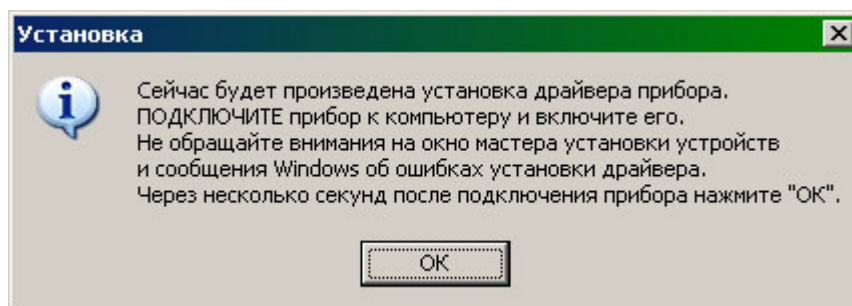 Установка
Сейчас будет произведена установка драйвера прибора.
ПОДКЛЮЧИТЕ прибор к компьютеру и включите его.
Не обращайте внимания на окно мастера установки устройств
и сообщения Windows об ошибках установки драйвера.
Через несколько секунд после подключения прибора нажмите "ОК".
ОК